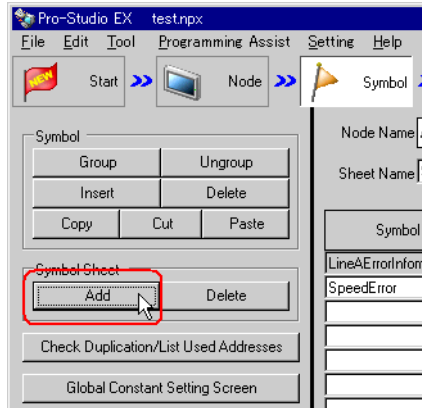 Pro-Studio EX test.npx
File Edit Tool Programming Assist Setting Help
NEW Start Node Symbol
Symbol
Group Ungroup
Insert Delete
Copy Cut Paste
Node Name
Sheet Name
Symbol
LineAErrorInform
SpeedError
Symbol Sheet
Add Delete
Check Duplication/List Used Addresses
Global Constant Setting Screen